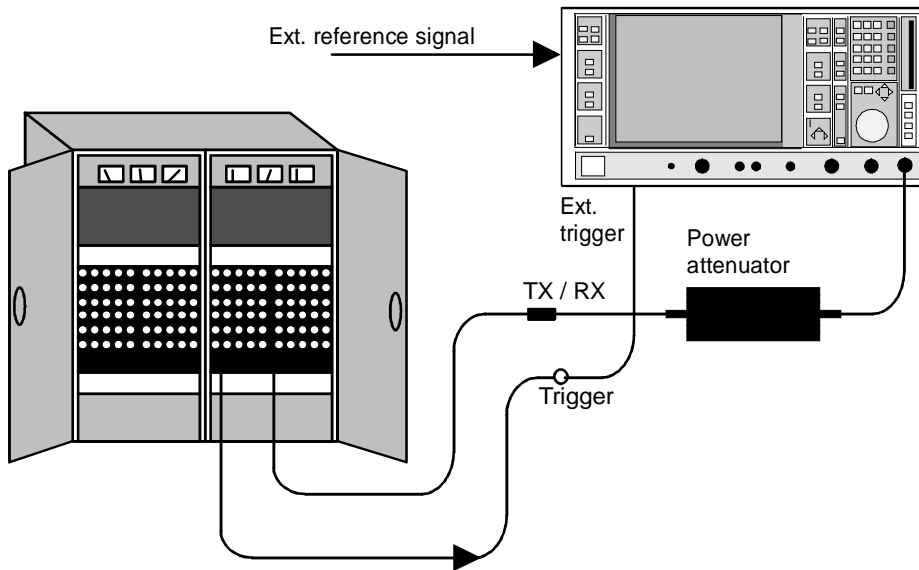 Ext. reference signal
Ext.
trigger
Power
attenuator
TX / RX
Trigger